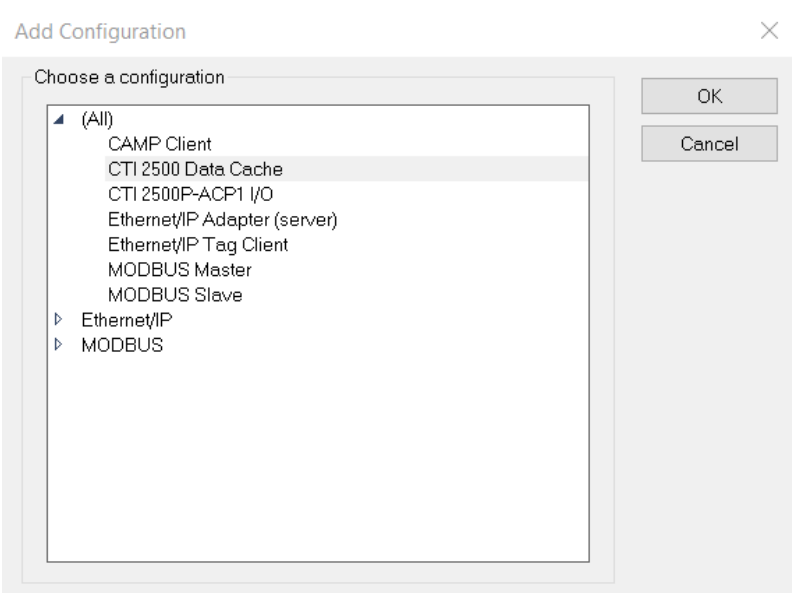 Add Configuration
Choose a configuration
OK
Cancel
(All)
CAMP Client
CTI 2500 Data Cache
CTI 2500P-ACP1 I/O
Ethernet/IP Adapter (server)
Ethernet/IP Tag Client
MODBUS Master
MODBUS Slave
Ethernet/IP
MODBUS